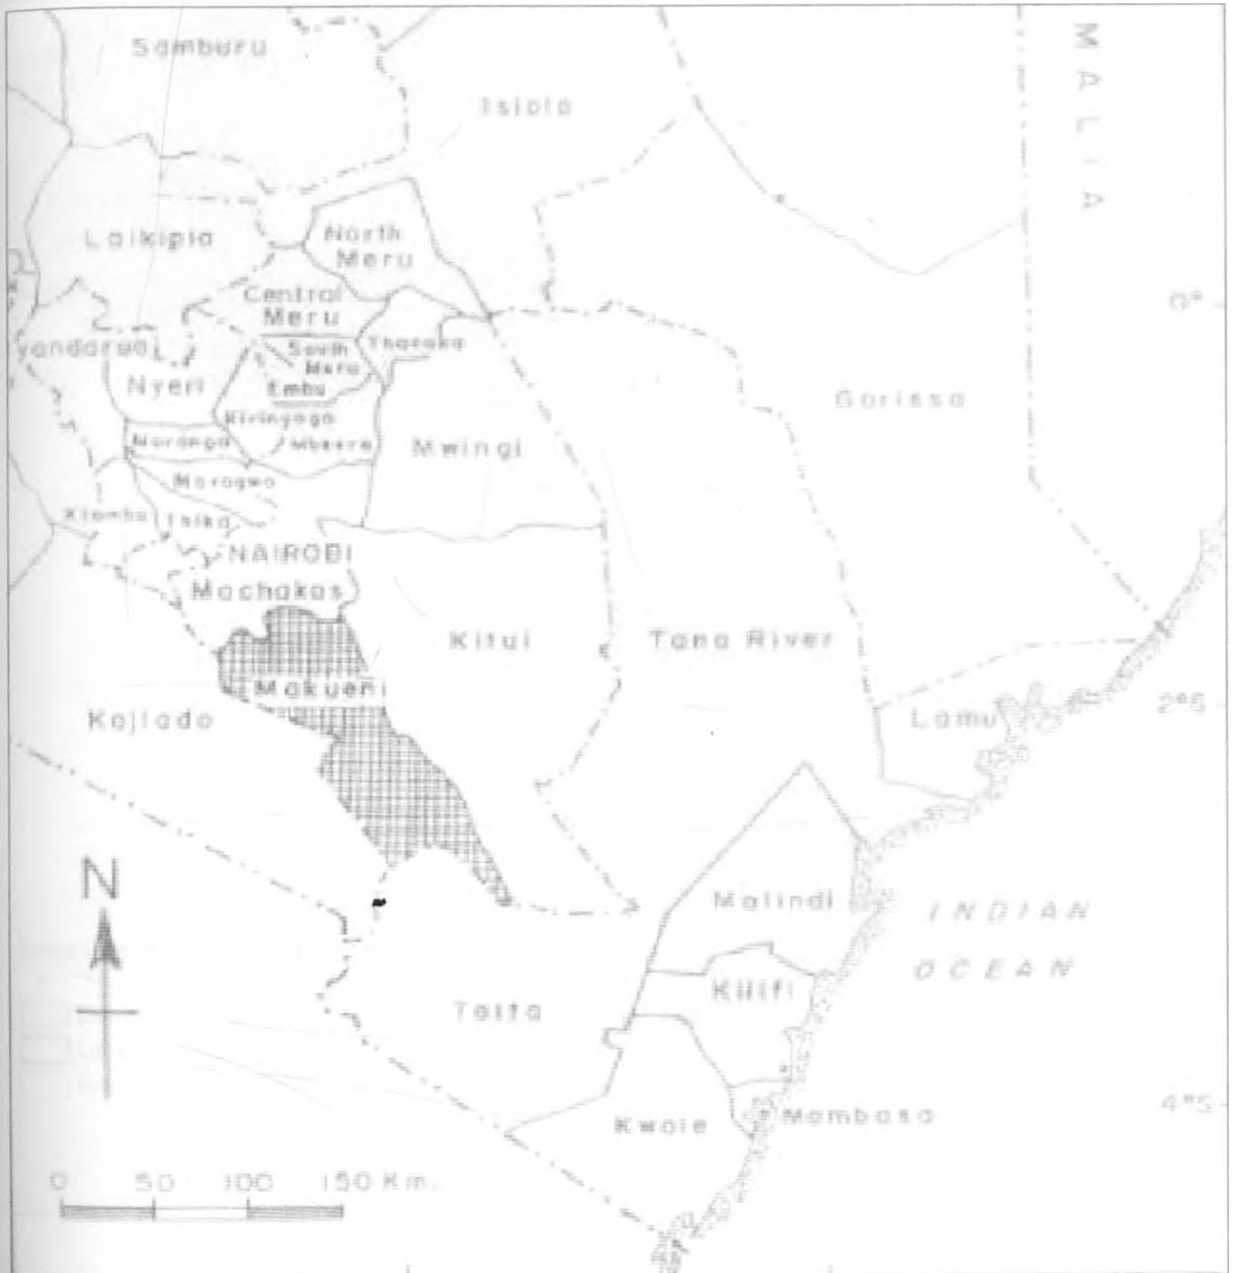 Samburu
MALIA
Isiolo
Laikipia
North
Meru
Central
Meru
0°
yandarua
South
Meru
Tharaka
Nyeri
Embu
Garissa
Kirinyaga
Muranga
Mbeere
Mwingi
Maragwa
Kiambu
Thika
NAIROBI
Machakos
Kitui
Tana River
Makueni
Kajiado
Lamu
2°S
N
Malindi
INDIAN
OCEAN
Kilifi
Taita
Kwale
Mombasa
4°S
0 50 100 150 Km.